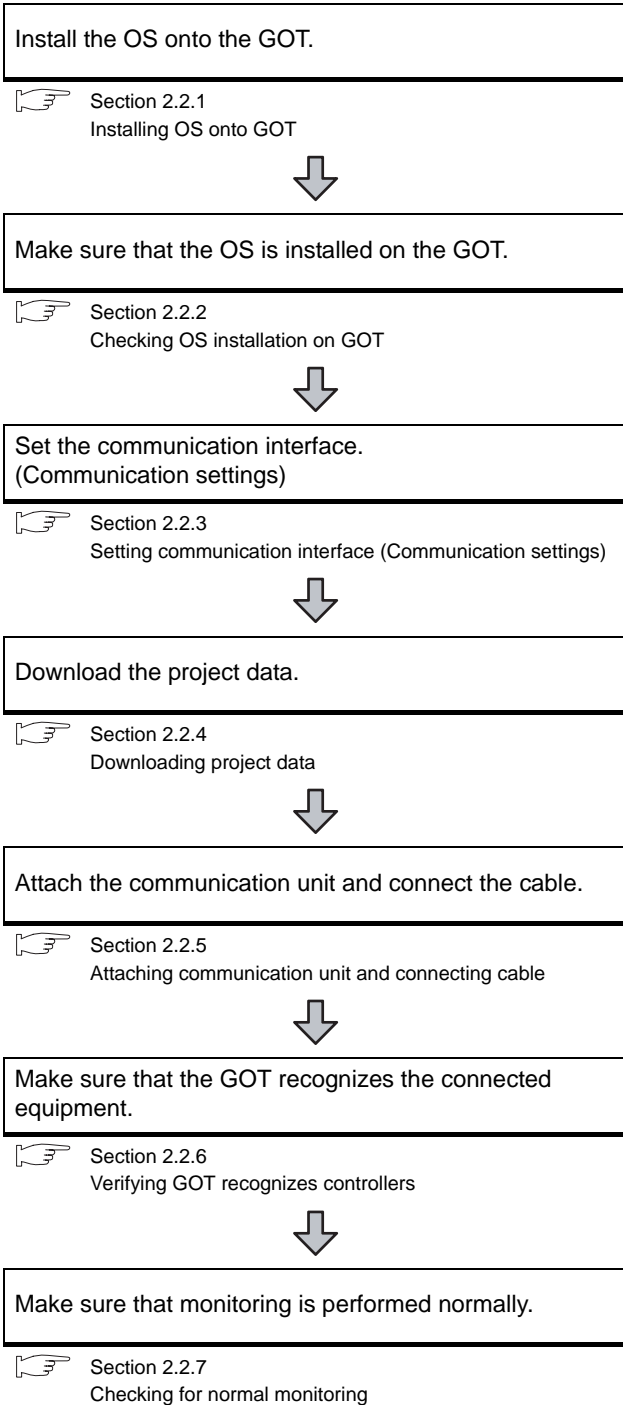 Install the OS onto the GOT.
Section 2.2.1
Installing OS onto GOT
Make sure that the OS is installed on the GOT.
Section 2.2.2
Checking OS installation on GOT
Set the communication interface.
(Communication settings)
Section 2.2.3
Setting communication interface (Communication settings)
Download the project data.
Section 2.2.4
Downloading project data
Attach the communication unit and connect the cable.
Section 2.2.5
Attaching communication unit and connecting cable
Make sure that the GOT recognizes the connected
equipment.
Section 2.2.6
Verifying GOT recognizes controllers
Make sure that monitoring is performed normally.
Section 2.2.7
Checking for normal monitoring